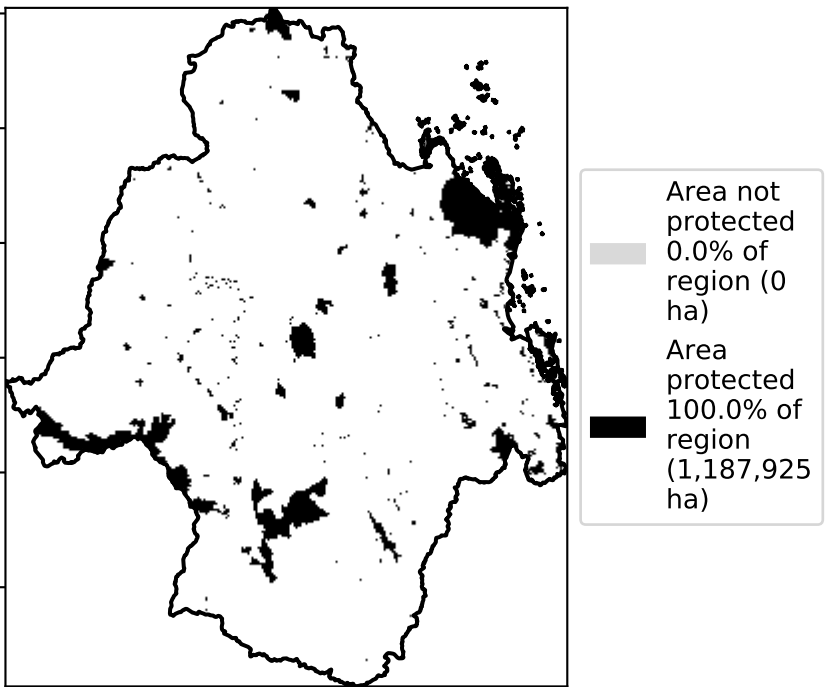 Area not
protected
0.0% of
region (0
ha)
Area
protected
100.0% of
region
(1,187,925
ha)